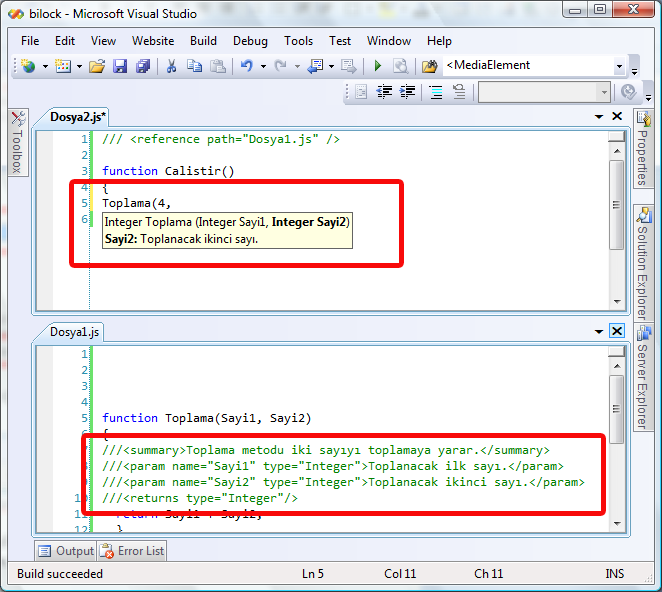 bilock - Microsoft Visual Studio
File Edit View Website Build Debug Tools Test Window Help
<MediaElement
Toolbox
Dosya2.js*
1 /// <reference path="Dosya1.js" />
2
3 function Calistir()
4 {
5 Toplama(4,
6
Integer Toplama (Integer Sayi1, Integer Sayi2)
Sayi2: Toplanacak ikinci sayı.
Properties
Solution Explorer
Server Explorer
Dosya1.js
1
2
3
4
5 function Toplama(Sayi1, Sayi2)
{
///<summary>Toplama metodu iki sayıyı toplamaya yarar.</summary>
///<param name="Sayi1" type="Integer">Toplanacak ilk sayı.</param>
///<param name="Sayi2" type="Integer">Toplanacak ikinci sayı.</param>
10 ///<returns type="Integer"/>
11 return Sayi1 + Sayi2;
12 }
Output Error List
Build succeeded Ln 5 Col 11 Ch 11 INS